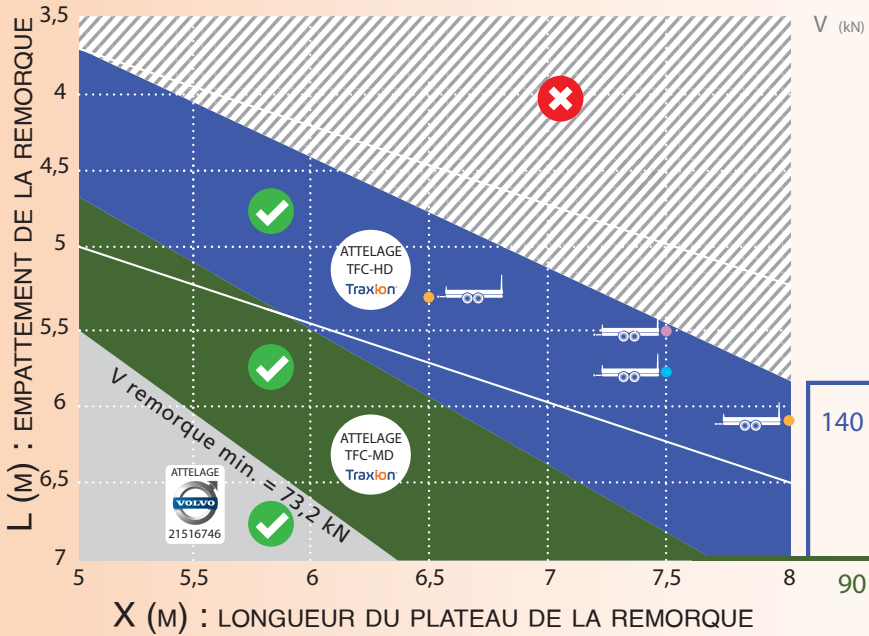 3,5
4
4,5
5
5,5
6
6,5
7
L (M) : EMPATTEMENT DE LA REMORQUE
V (kN)
ATTELAGE
TFC-HD
Traxion
V remorque min. = 73,2 kN
ATTELAGE
TFC-MD
Traxion
ATTELAGE
VOLVO
21516746
140
90
5
5,5
6
6,5
7
7,5
8
X (M) : LONGUEUR DU PLATEAU DE LA REMORQUE